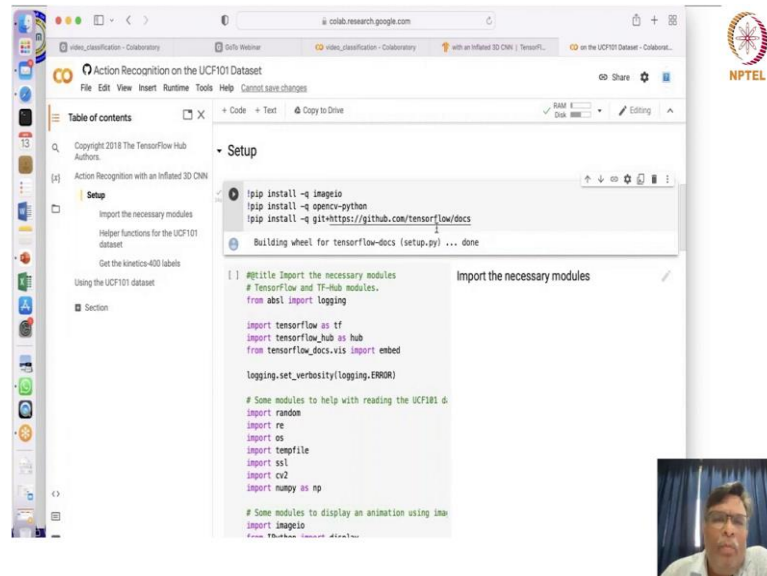 colab.research.google.com
video_classification - Colaboratory
GoTo Webinar
video_classification - Colaboratory
with an Inflated 3D CNN | TensorFl...
on the UCF101 Dataset - Colaborat...
NPTEL
Action Recognition on the UCF101 Dataset
File Edit View Insert Runtime Tools Help Cannot save changes
Share
Table of contents
+ Code + Text Copy to Drive
RAM
Disk
Editing
Copyright 2018 The TensorFlow Hub
Authors.
Action Recognition with an Inflated 3D CNN
Setup
Import the necessary modules
Helper functions for the UCF101
dataset
Get the kinetics-400 labels
Using the UCF101 dataset
Section
Setup
!pip install -q imageio
!pip install -q opencv-python
!pip install -q git+https://github.com/tensorflow/docs
Building wheel for tensorflow-docs (setup.py) ... done
[ ] #@title Import the necessary modules
# TensorFlow and TF-Hub modules.
from absl import logging
import tensorflow as tf
import tensorflow_hub as hub
from tensorflow_docs.vis import embed
logging.set_verbosity(logging.ERROR)
# Some modules to help with reading the UCF101 da
import random
import re
import os
import tempfile
import ssl
import cv2
import numpy as np
# Some modules to display an animation using imag
import imageio
from IPython import display
Import the necessary modules
13